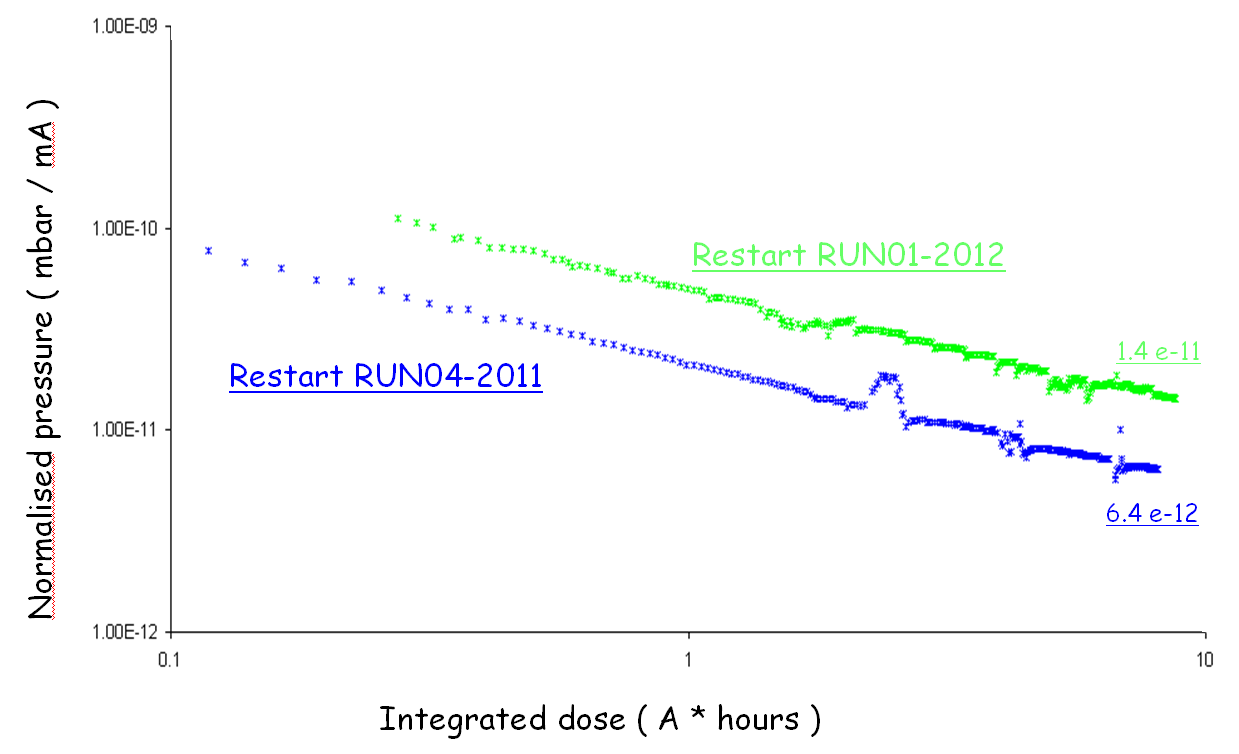 1.00E-09
1.00E-10
1.00E-11
1.00E-12
0.1
1
10
Normalised pressure ( mbar / mA )
Restart RUN01-2012
1.4 e-11
Restart RUN04-2011
6.4 e-12
Integrated dose ( A * hours )